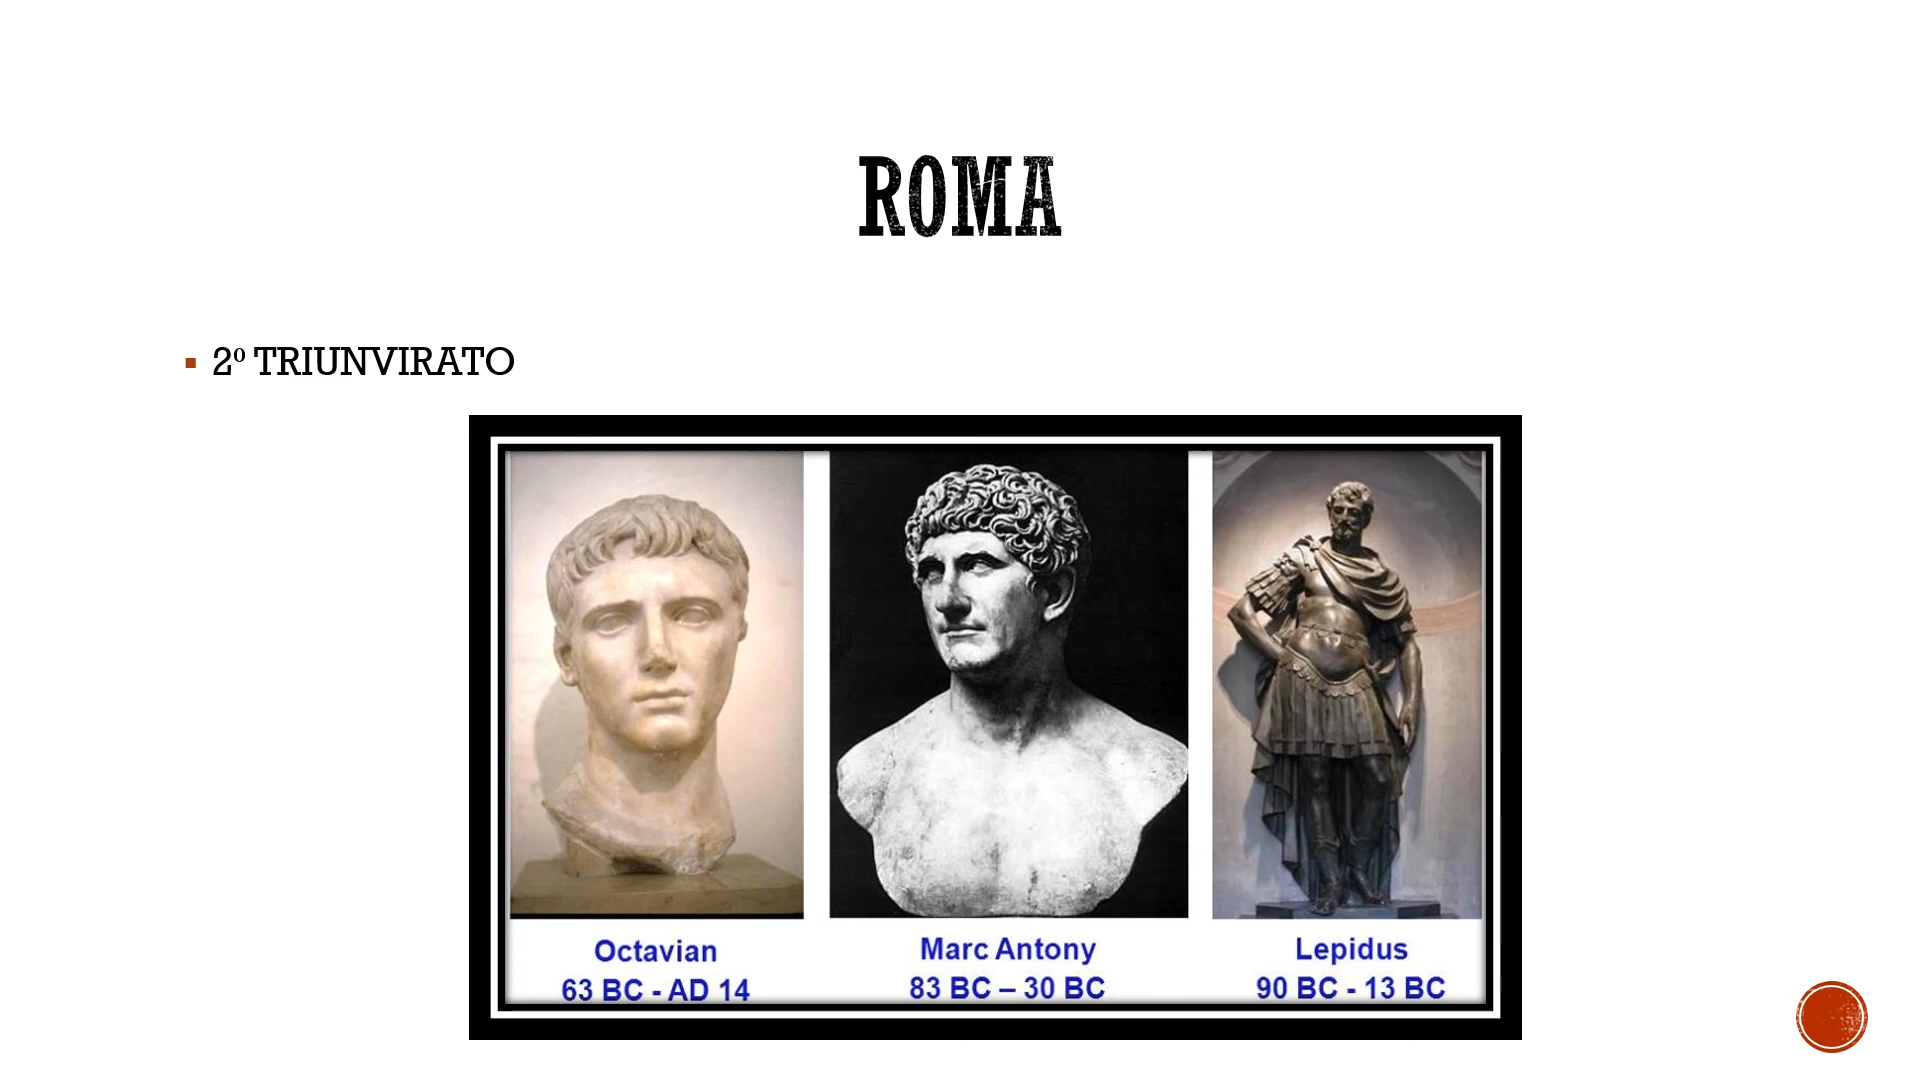 ROMA
2º TRIUNVIRATO
Octavian
63 BC - AD 14
Marc Antony
83 BC – 30 BC
Lepidus
90 BC - 13 BC